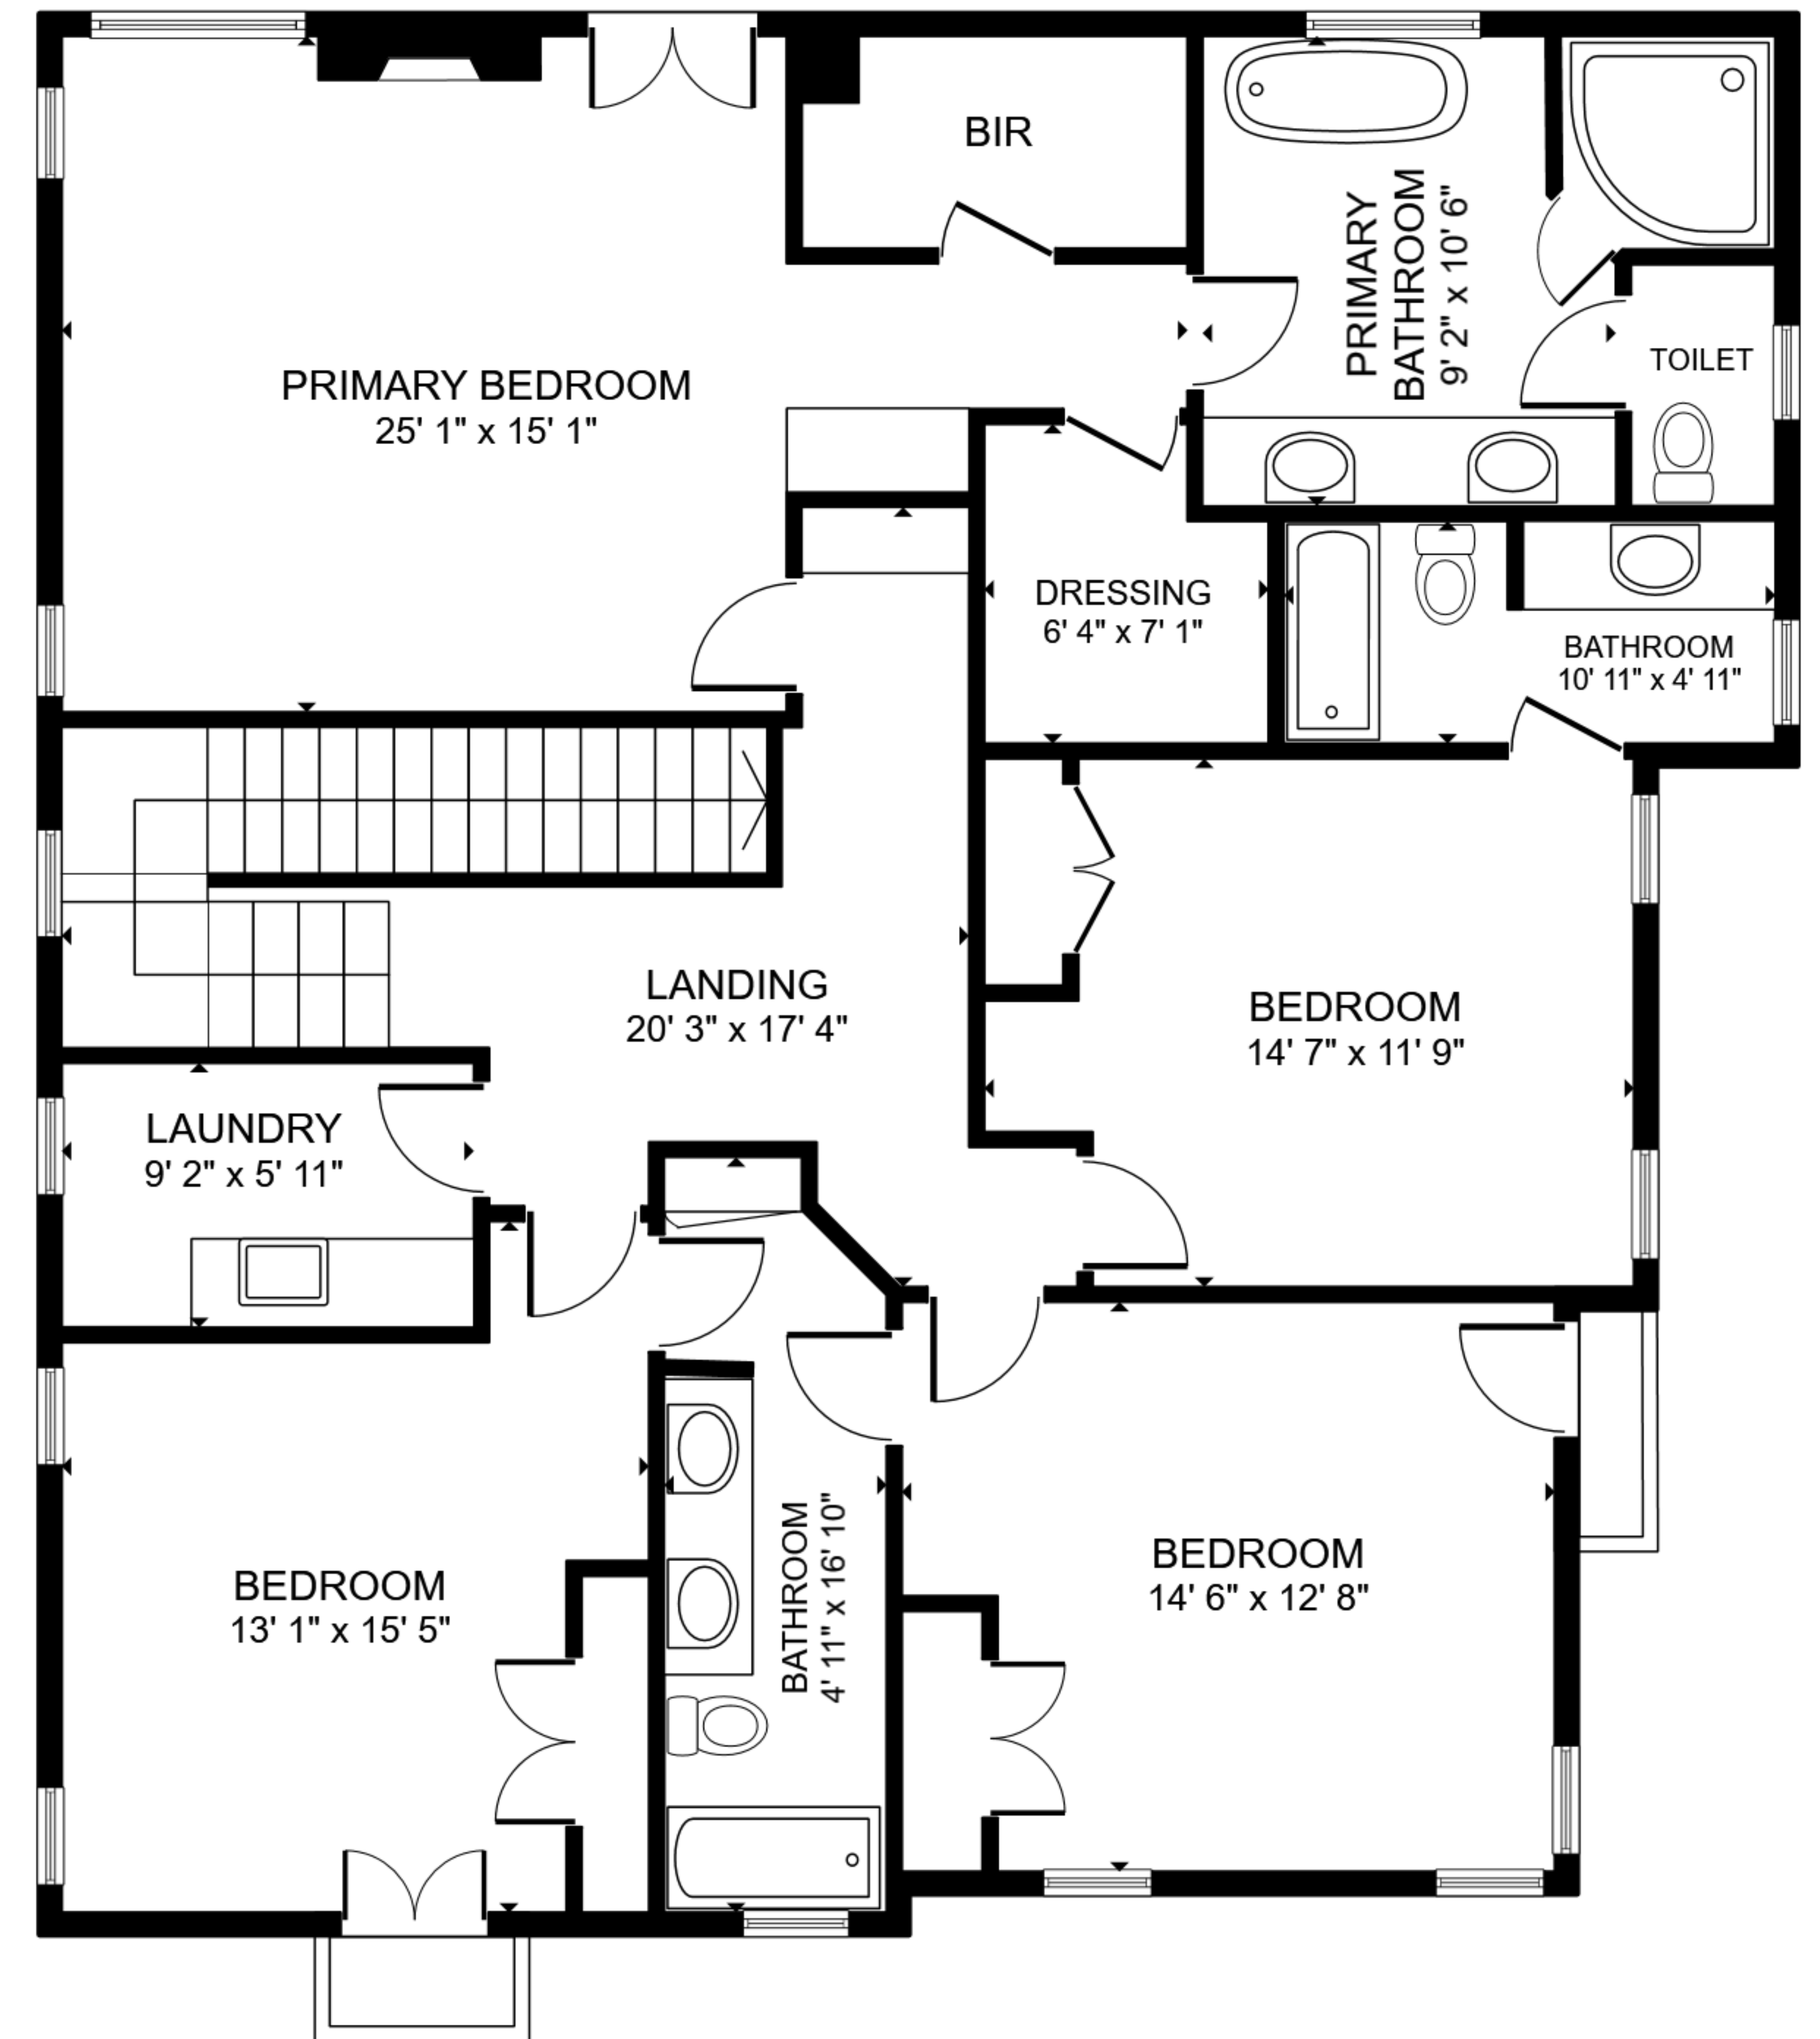 BIR
PRIMARY
BATHROOM
9' 2" x 10' 6"
TOILET
PRIMARY BEDROOM
25' 1" x 15' 1"
DRESSING
6' 4" x 7' 1"
BATHROOM
10' 11" x 4' 11"
LANDING
20' 3" x 17' 4"
BEDROOM
14' 7" x 11' 9"
LAUNDRY
9' 2" x 5' 11"
BEDROOM
13' 1" x 15' 5"
BATHROOM
4' 11" x 16' 10"
BEDROOM
14' 6" x 12' 8"